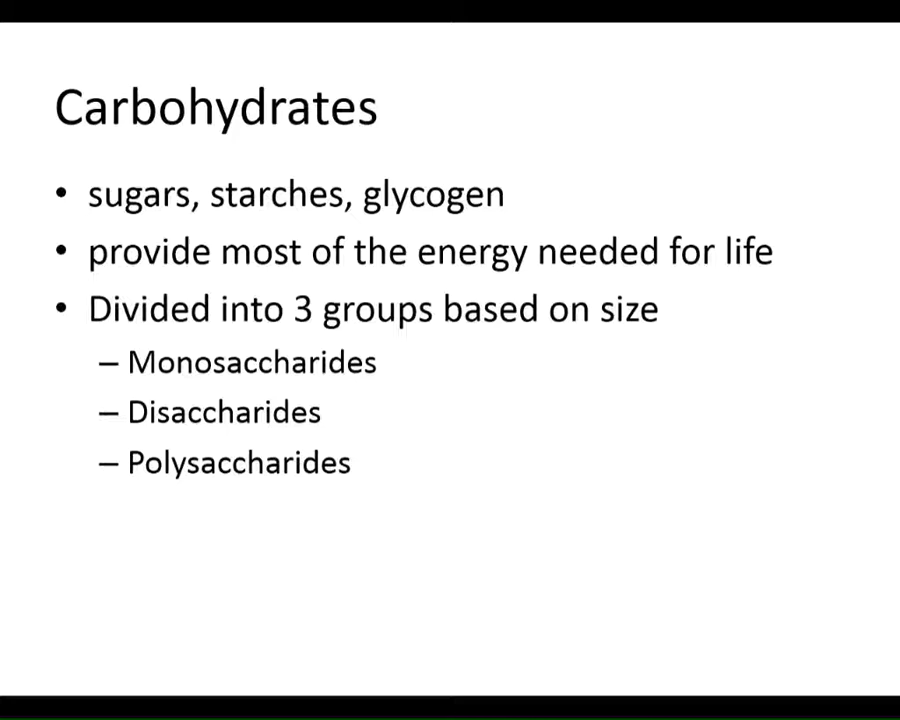 Carbohydrates
• sugars, starches, glycogen
• provide most of the energy needed for life
• Divided into 3 groups based on size
– Monosaccharides
– Disaccharides
– Polysaccharides